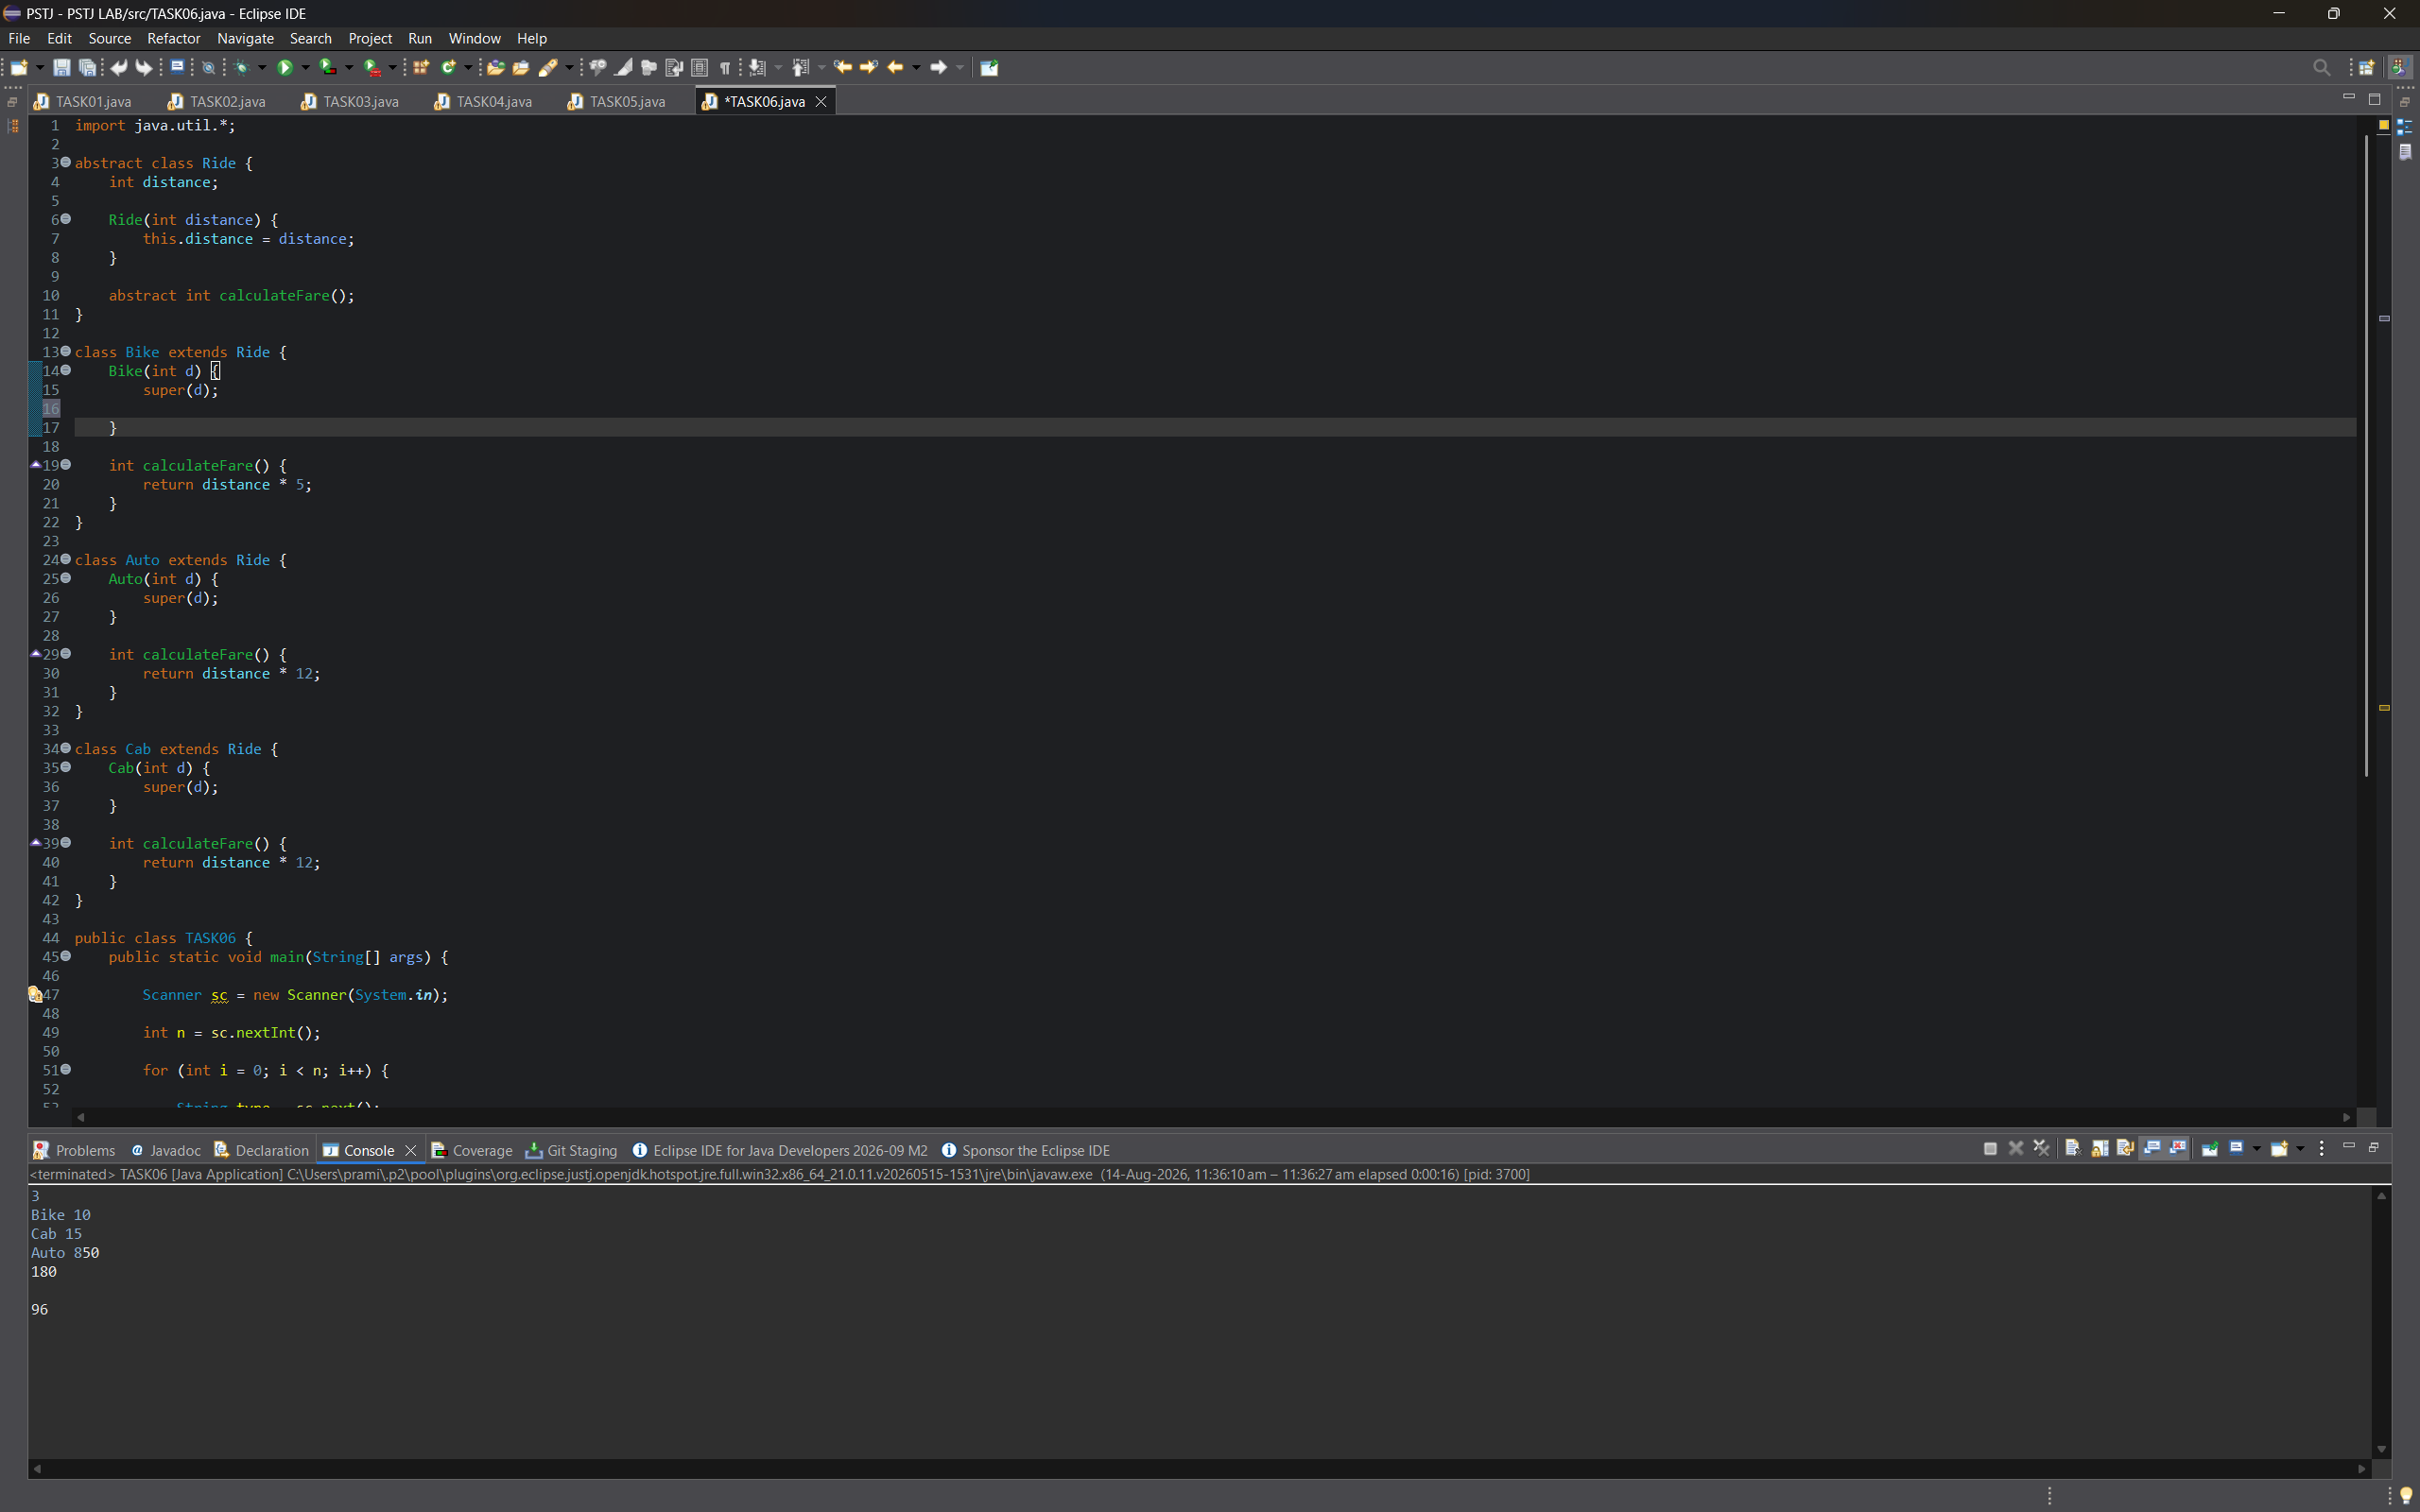 PSTJ - PSTJ LAB/src/TASK06.java - Eclipse IDE
File Edit Source Refactor Navigate Search Project Run Window Help
TASK01.java TASK02.java TASK03.java TASK04.java TASK05.java *TASK06.java
1 import java.util.*;
2
3 abstract class Ride {
4     int distance;
5
6     Ride(int distance) {
7         this.distance = distance;
8     }
9
10     abstract int calculateFare();
11 }
12
13 class Bike extends Ride {
14     Bike(int d) {
15         super(d);
16
17     }
18
19     int calculateFare() {
20         return distance * 5;
21     }
22 }
23
24 class Auto extends Ride {
25     Auto(int d) {
26         super(d);
27     }
28
29     int calculateFare() {
30         return distance * 12;
31     }
32 }
33
34 class Cab extends Ride {
35     Cab(int d) {
36         super(d);
37     }
38
39     int calculateFare() {
40         return distance * 12;
41     }
42 }
43
44 public class TASK06 {
45     public static void main(String[] args) {
46
47         Scanner sc = new Scanner(System.in);
48
49         int n = sc.nextInt();
50
51         for (int i = 0; i < n; i++) {
52
53             String type = sc.next();
Problems Javadoc Declaration Console Coverage Git Staging Eclipse IDE for Java Developers 2026-09 M2 Sponsor the Eclipse IDE
<terminated> TASK06 [Java Application] C:\Users\prami\.p2\pool\plugins\org.eclipse.justj.openjdk.hotspot.jre.full.win32.x86_64_21.0.11.v20260515-1531\jre\bin\javaw.exe (14-Aug-2026, 11:36:10 am – 11:36:27 am elapsed 0:00:16) [pid: 3700]
3
Bike 10
Cab 15
Auto 850
180
96